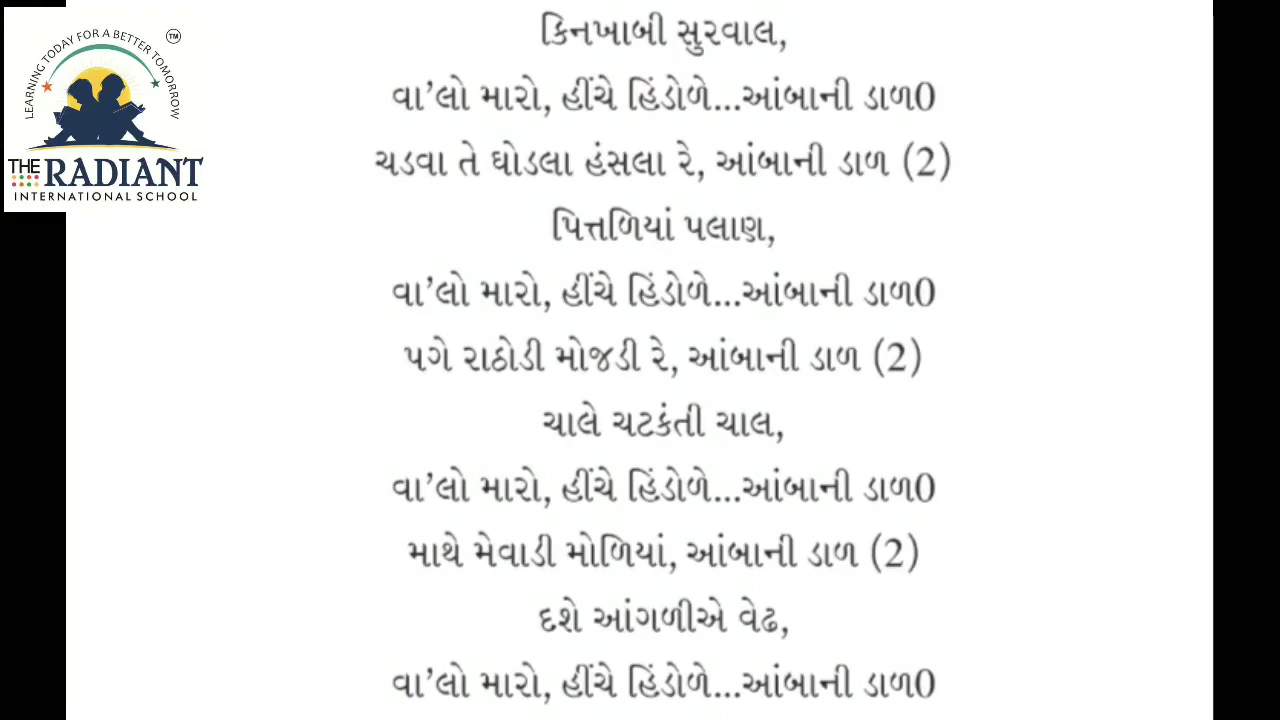 LEARNING TODAY FOR A BETTER TOMORROW
TM
THE RADIANT
INTERNATIONAL SCHOOL
કિનખાબી સુરવાલ,
વા’લો મારો, હીંચે હિંડોળે...આંબાની ડાળ0
ચડવા તે ઘોડલા હંસલા રે, આંબાની ડાળ (2)
પિત્તળિયાં પલાણ,
વા’લો મારો, હીંચે હિંડોળે...આંબાની ડાળ0
પગે રાઠોડી મોજડી રે, આંબાની ડાળ (2)
ચાલે ચટકંતી ચાલ,
વા’લો મારો, હીંચે હિંડોળે...આંબાની ડાળ0
માથે મેવાડી મોળિયાં, આંબાની ડાળ (2)
દશે આંગળીએ વેઢ,
વા’લો મારો, હીંચે હિંડોળે...આંબાની ડાળ0